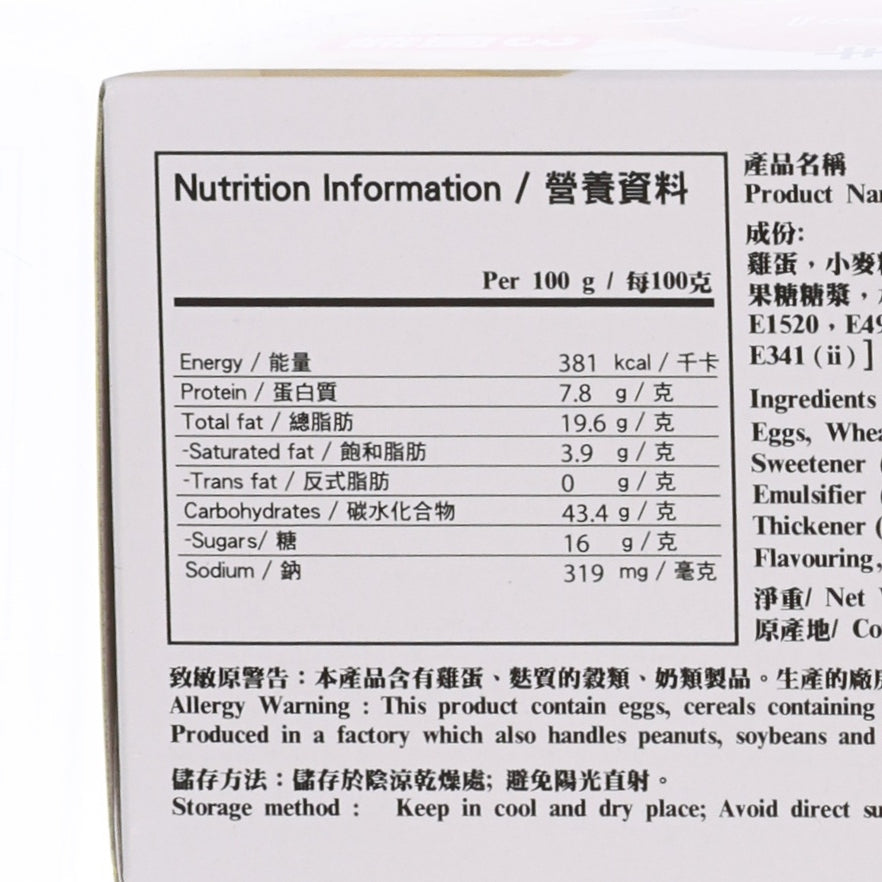 Nutrition Information / 營養資料
Per 100 g / 每100克
Energy / 能量 381 kcal / 千卡
Protein / 蛋白質 7.8 g / 克
Total fat / 總脂肪 19.6 g / 克
-Saturated fat / 飽和脂肪 3.9 g / 克
-Trans fat / 反式脂肪 0 g / 克
Carbohydrates / 碳水化合物 43.4 g / 克
-Sugars/ 糖 16 g / 克
Sodium / 鈉 319 mg / 毫克
產品名稱
Product
成份:
雞蛋，小麥
果糖糖漿，
E1520，
E341 (ii) ]
Ingredients
Eggs,
Sweetener
Emulsifier
Thickener (
Flavouring,
淨重/ Net
原產地/
致敏原警告：本產品含有雞蛋、麩質的穀類、奶類製品。生產的廠
Allergy Warning : This product contain eggs, cereals containing
Produced in a factory which also handles peanuts, soybeans and
儲存方法：儲存於陰涼乾燥處; 避免陽光直射。
Storage method : Keep in cool and dry place; Avoid direct